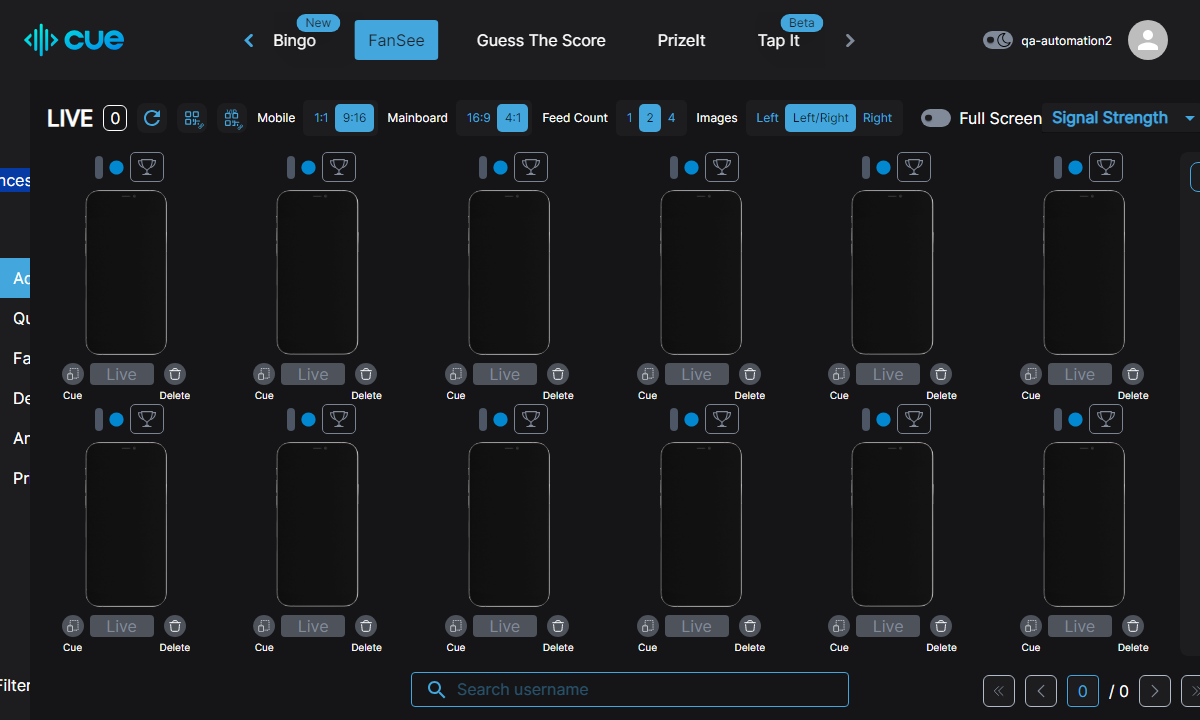 cue
New
Bingo
FanSee
Guess The Score
PrizeIt
Beta
Tap It
qa-automation2
LIVE 0
Mobile 1:1 9:16
Mainboard 16:9 4:1
Feed Count 1 2 4
Images Left Left/Right Right
Full Screen
Signal Strength
nces
Ac
Qu
Fa
De
Ar
Pr
Filter
Live Live Live Live Live Live
Cue Delete Cue Delete Cue Delete Cue Delete Cue Delete Cue Delete
Live Live Live Live Live Live
Cue Delete Cue Delete Cue Delete Cue Delete Cue Delete Cue Delete
Search username
0 / 0